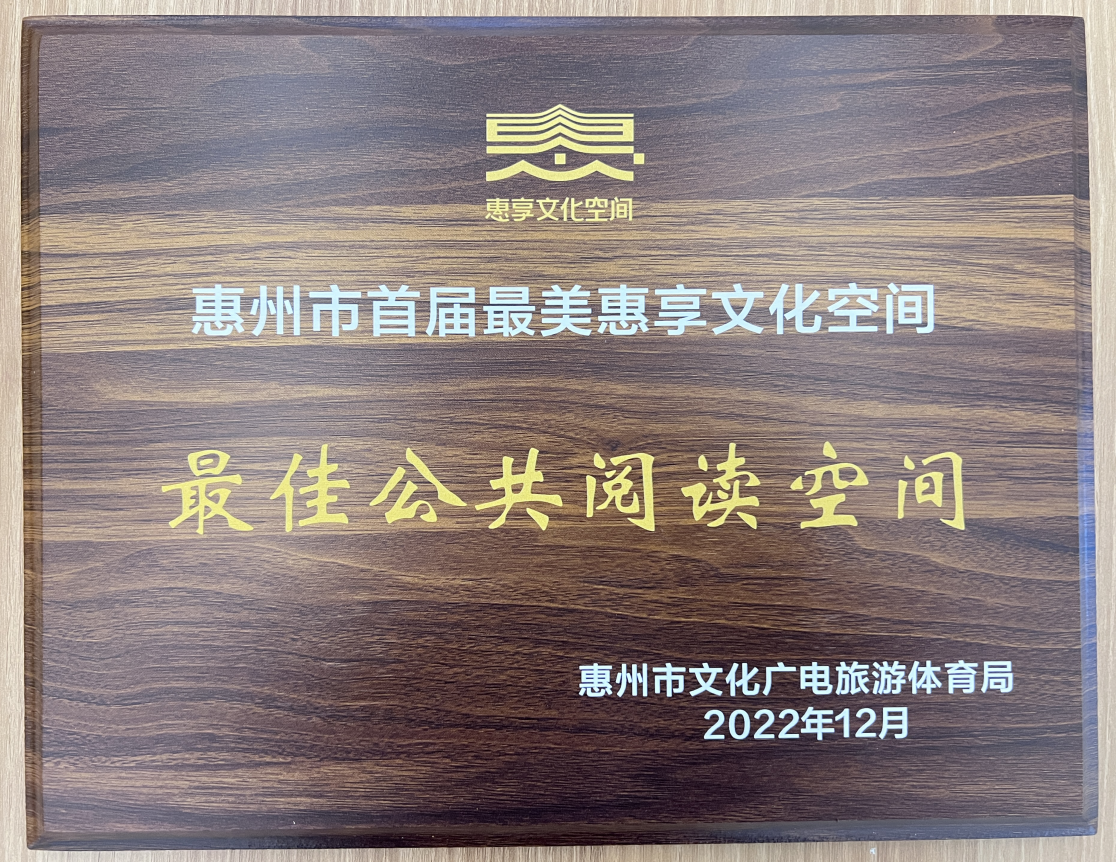 惠享文化空间
惠州市首届最美惠享文化空间
最佳公共阅读空间
惠州市文化广电旅游体育局
2022年12月